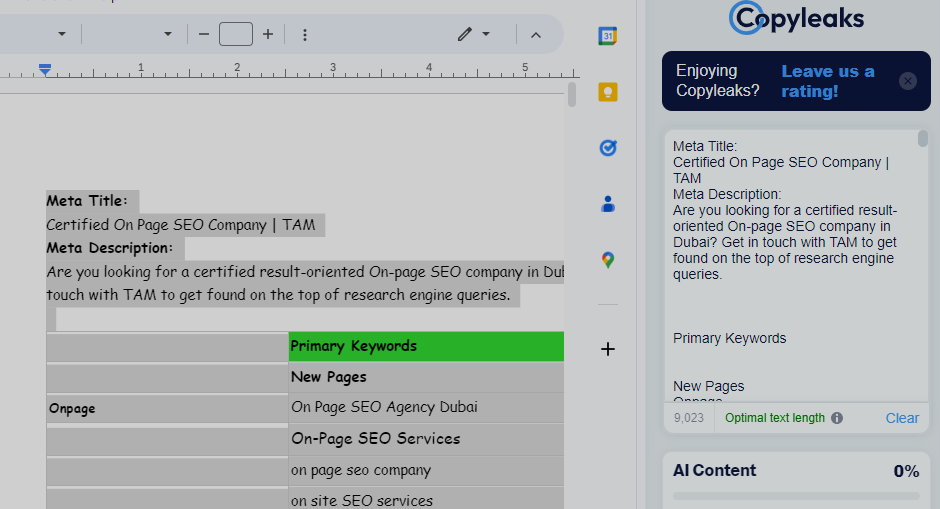 1 2 3 4 5
31
Meta Title:
Certified On Page SEO Company | TAM
Meta Description:
Are you looking for a certified result-oriented On-page SEO company in
touch with TAM to get found on the top of research engine queries.
Primary Keywords
New Pages
Onpage
On Page SEO Agency Dubai
On-Page SEO Services
on page seo company
on site SEO services
Copyleaks
Enjoying
Copyleaks?
Leave us a
rating!
Meta Title:
Certified On Page SEO Company |
TAM
Meta Description:
Are you looking for a certified result-
oriented On-page SEO company in
Dubai? Get in touch with TAM to get
found on the top of research engine
queries.
Primary Keywords
New Pages
Onpage
9,023
Optimal text length
Clear
AI Content
0%